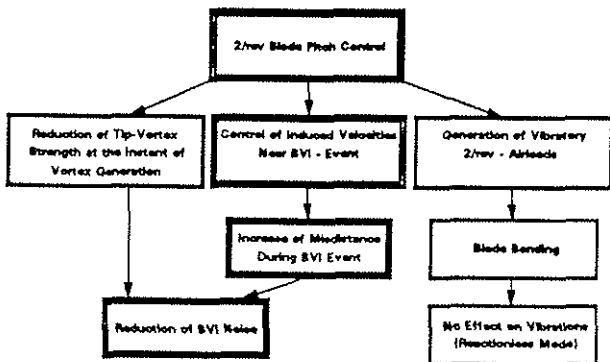 2/rev Blade Pitch Control
Reduction of Tip-Vortex
Strength at the Instant of
Vortex Generation
Control of Induced Velocities
Near BVI - Event
Generation of Vibratory
2/rev - Airloads
Increase of Misdistance
During BVI Event
Blade Bending
Reduction of BVI Noise
No Effect on Vibrations
(Reactionless Mode)